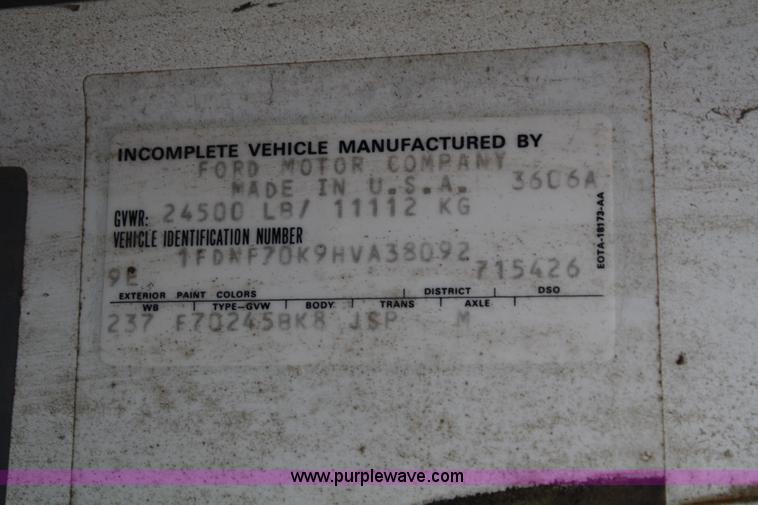 INCOMPLETE VEHICLE MANUFACTURED BY
FORD MOTOR COMPANY
MADE IN U.S.A. 3606A
GVWR: 24500 LB/ 11112 KG
VEHICLE IDENTIFICATION NUMBER
1FDNF70K9HVA38092
9E 715426
EXTERIOR PAINT COLORS DISTRICT DSO
WB TYPE-GVW BODY TRANS AXLE
237 F70245BK8 JSP M
EOTA-18173-AA
www.purplewave.com